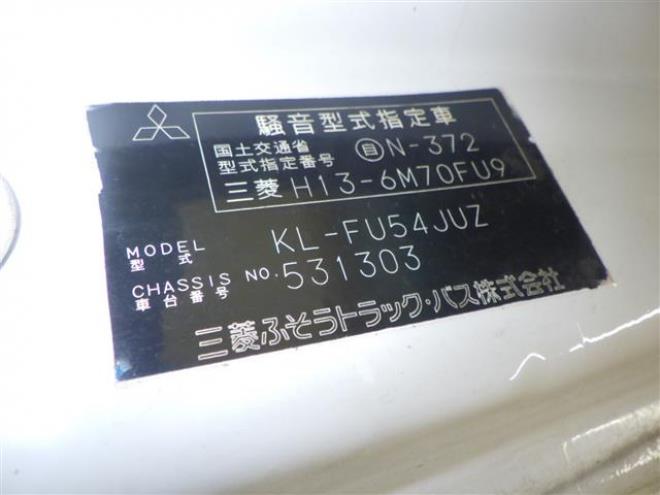 騒音型式指定車
国土交通省
型式指定番号 自N-372
三菱 H13-6M70FU9
MODEL
型式 KL-FU54JUZ
CHASSIS NO.
車台番号 531303
三菱ふそうトラック・バス株式会社